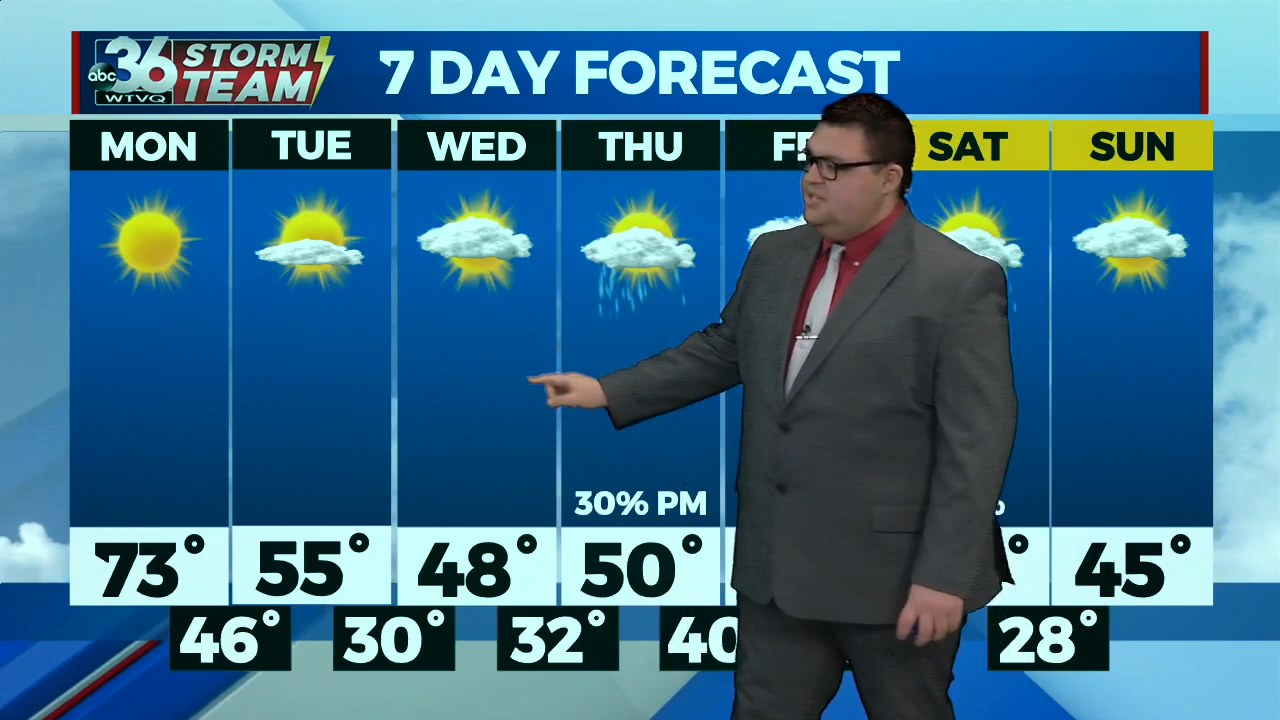 abc 36 WTVQ
STORM
TEAM
7 DAY FORECAST
MON TUE WED THU SAT SUN
30% PM
73° 55° 48° 50° ° 45°
46° 30° 32° 40 28°